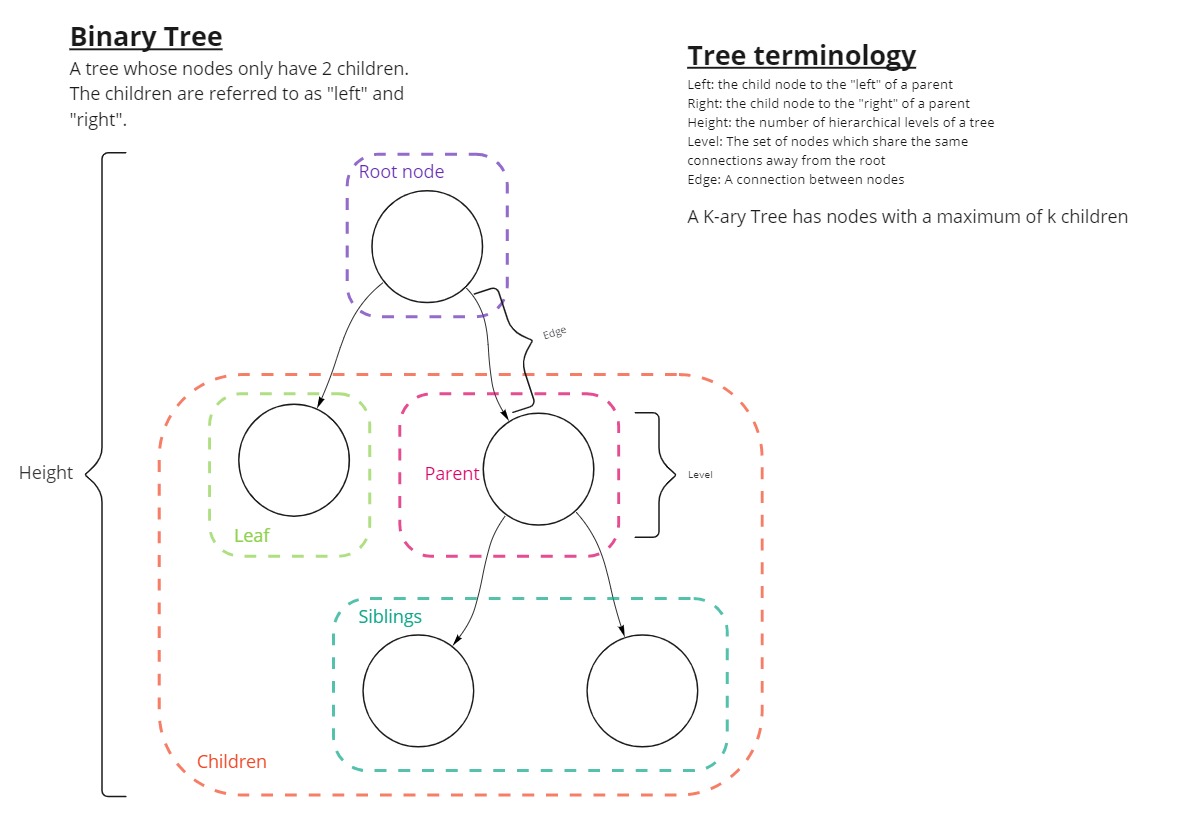 Binary Tree
A tree whose nodes only have 2 children.
The children are referred to as "left" and
"right".
Tree terminology
Left: the child node to the "left" of a parent
Right: the child node to the "right" of a parent
Height: the number of hierarchical levels of a tree
Level: The set of nodes which share the same
connections away from the root
Edge: A connection between nodes
A K-ary Tree has nodes with a maximum of k children
Root node
Edge
Height
Parent
Level
Leaf
Siblings
Children